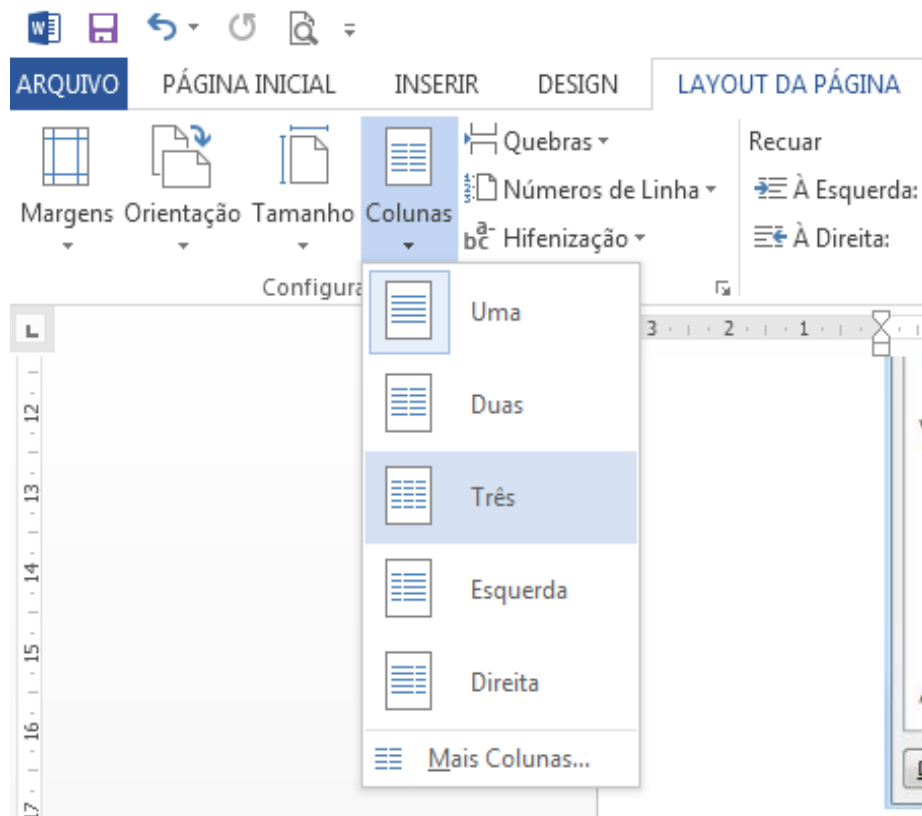 ARQUIVO PÁGINA INICIAL INSERIR DESIGN LAYOUT DA PÁGINA
Margens Orientação Tamanho Colunas
Quebras
Números de Linha
Hifenização
Recuar
À Esquerda:
À Direita:
Configura
Uma
Duas
Três
Esquerda
Direita
Mais Colunas...
3 2 1
12
13
14
15
16
17